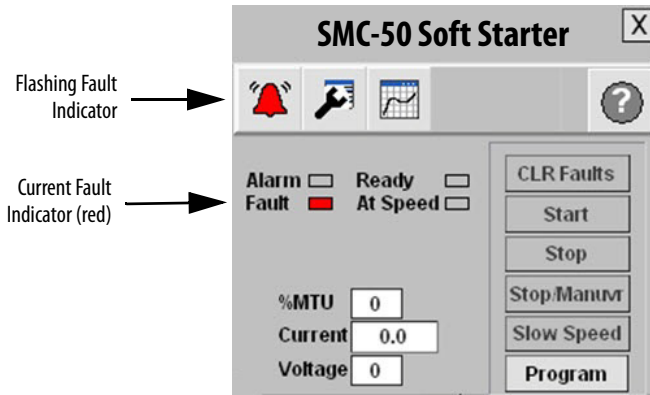 SMC-50 Soft Starter
X
Flashing Fault
Indicator
?
Current Fault
Indicator (red)
Alarm Ready
Fault At Speed
CLR Faults
Start
Stop
Stop/Manuvr
Slow Speed
Program
%MTU 0
Current 0.0
Voltage 0